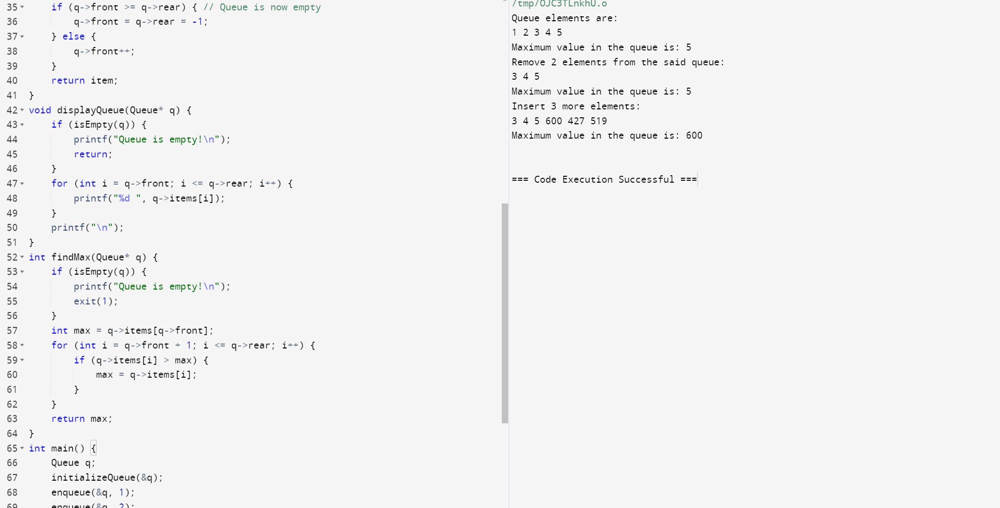 35 if (q->front >= q->rear) { // Queue is now empty
36 q->front = q->rear = -1;
37 } else {
38 q->front++;
39 }
40 return item;
41 }
42 void displayQueue(Queue* q) {
43 if (isEmpty(q)) {
44 printf("Queue is empty!\n");
45 return;
46 }
47 for (int i = q->front; i <= q->rear; i++) {
48 printf("%d ", q->items[i]);
49 }
50 printf("\n");
51 }
52 int findMax(Queue* q) {
53 if (isEmpty(q)) {
54 printf("Queue is empty!\n");
55 exit(1);
56 }
57 int max = q->items[q->front];
58 for (int i = q->front + 1; i <= q->rear; i++) {
59 if (q->items[i] > max) {
60 max = q->items[i];
61 }
62 }
63 return max;
64 }
65 int main() {
66 Queue q;
67 initializeQueue(&q);
68 enqueue(&q, 1);
69 enqueue(&q, 2);
/tmp/OJC3TLnkhU.o
Queue elements are:
1 2 3 4 5
Maximum value in the queue is: 5
Remove 2 elements from the said queue:
3 4 5
Maximum value in the queue is: 5
Insert 3 more elements:
3 4 5 600 427 519
Maximum value in the queue is: 600
=== Code Execution Successful ===